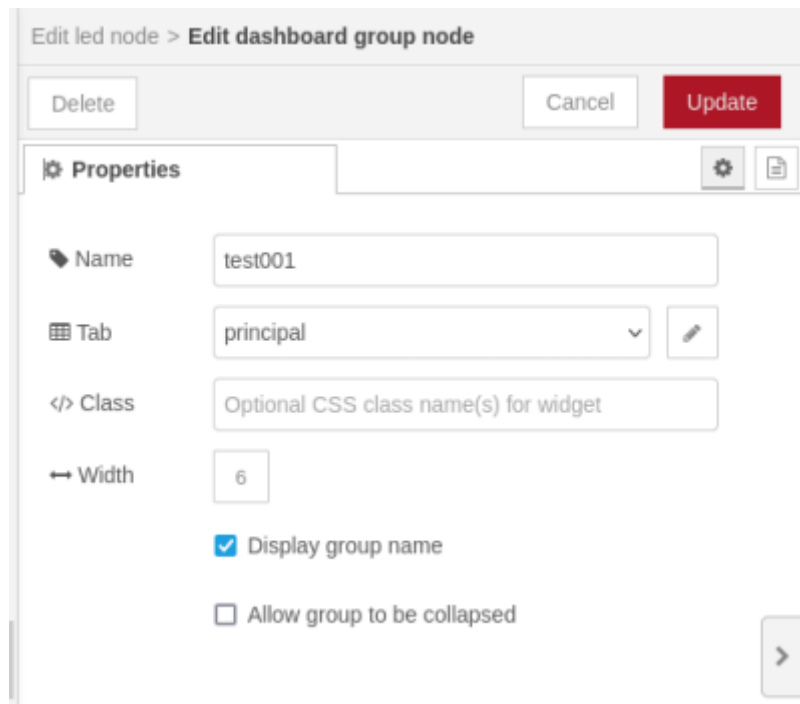 Edit led node > Edit dashboard group node
Delete
Cancel
Update
Properties
Name
test001
Tab
principal
</> Class
Optional CSS class name(s) for widget
Width
6
Display group name
Allow group to be collapsed